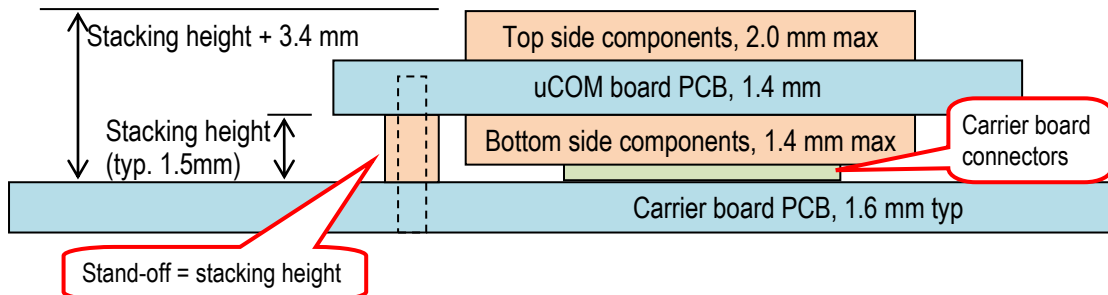 Stacking height + 3.4 mm
Top side components, 2.0 mm max
uCOM board PCB, 1.4 mm
Stacking height
(typ. 1.5mm)
Bottom side components, 1.4 mm max
Carrier board
connectors
Carrier board PCB, 1.6 mm typ
Stand-off = stacking height